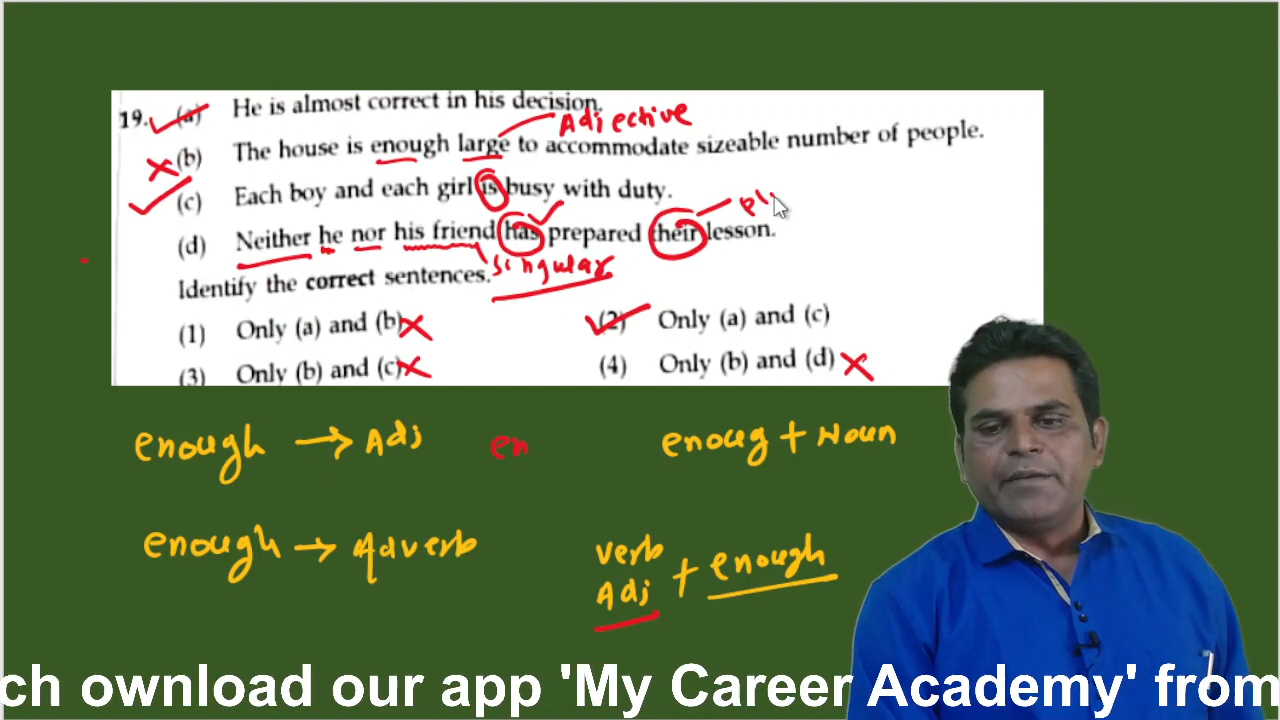 19. (a) He is almost correct in his decision.
Adjective
(b) The house is enough large to accommodate sizeable number of people.
(c) Each boy and each girl is busy with duty.
pl
(d) Neither he nor his friend has prepared their lesson.
singular
Identify the correct sentences.
(1) Only (a) and (b) (2) Only (a) and (c)
(3) Only (b) and (c) (4) Only (b) and (d)
enough → Adj en enoug + Noun
enough → Adverb verb
Adj + enough
ch ownload our app 'My Career Academy' from